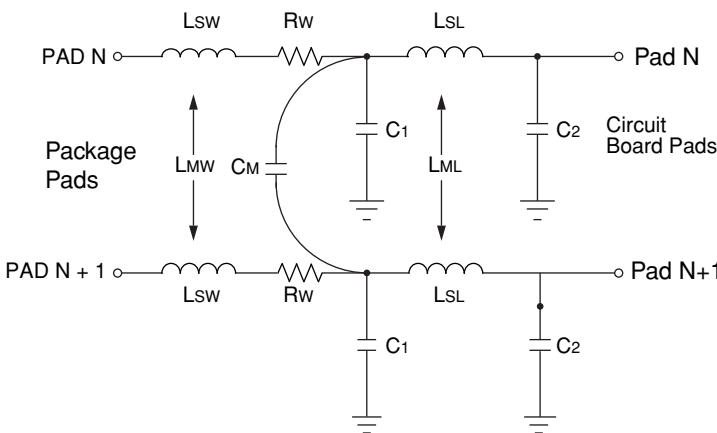 LSW
RW
LSL
PAD N
Pad N
C1
C2
Circuit
Board Pads
Package
Pads
LMW
CM
LML
PAD N + 1
Pad N+1
LSW
RW
LSL
C1
C2